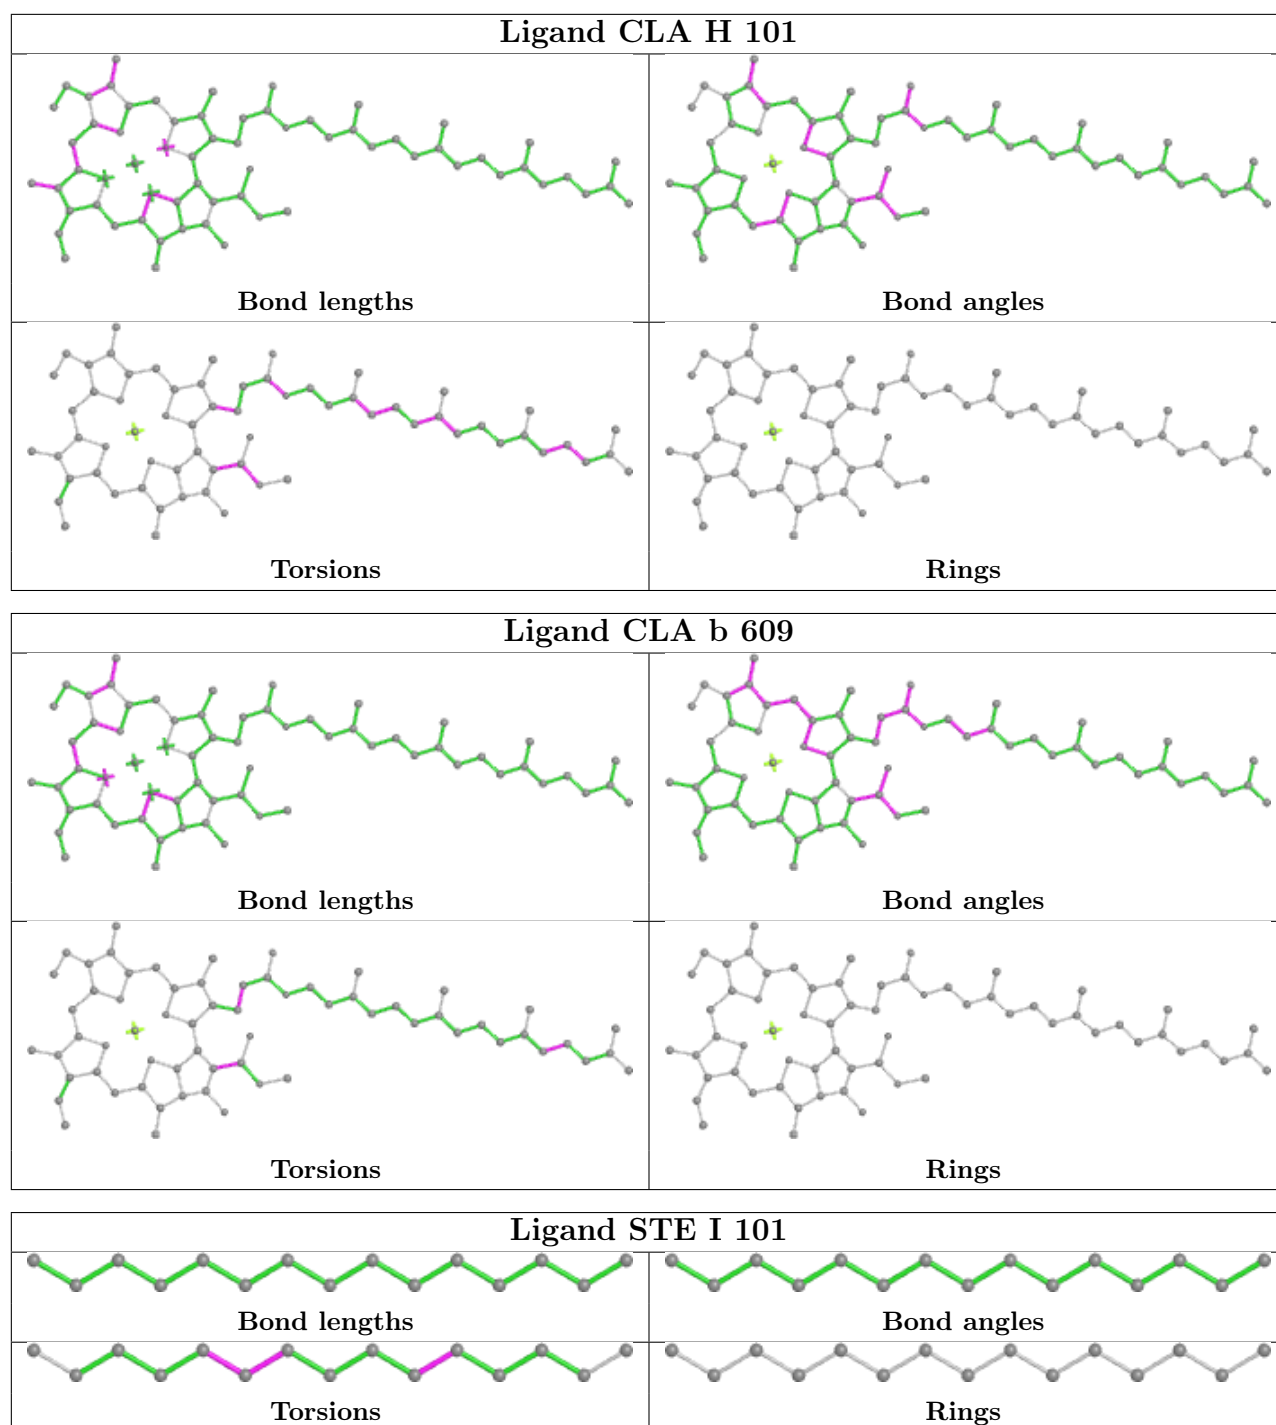 Ligand CLA H 101
Bond lengths Bond angles
Torsions Rings
Ligand CLA b 609
Bond lengths Bond angles
Torsions Rings
Ligand STE I 101
Bond lengths Bond angles
Torsions Rings